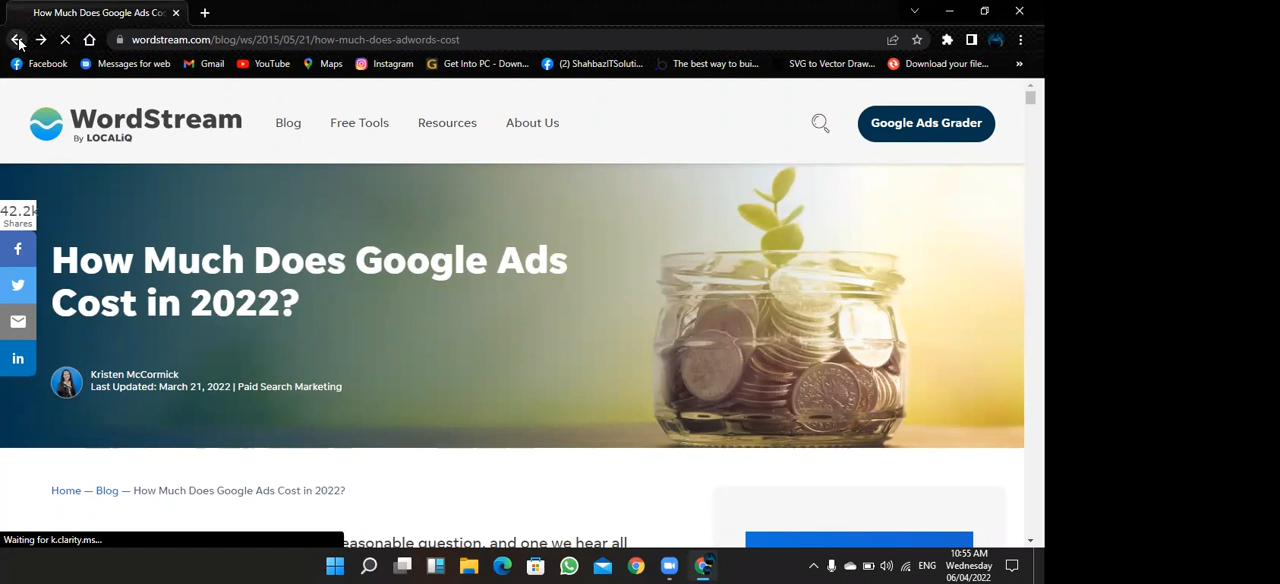 How Much Does Google Ads Co
wordstream.com/blog/ws/2015/05/21/how-much-does-adwords-cost
Facebook
Messages for web
Gmail
YouTube
Maps
Instagram
Get Into PC - Down...
(2) ShahbazITSoluti...
The best way to bui...
SVG to Vector Draw...
Download your file...
»
WordStream
By LOCALiQ
Blog
Free Tools
Resources
About Us
Google Ads Grader
42.2k
Shares
How Much Does Google Ads
Cost in 2022?
Kristen McCormick
Last Updated: March 21, 2022 | Paid Search Marketing
Home — Blog — How Much Does Google Ads Cost in 2022?
easonable question, and one we hear all
Waiting for k.clarity.ms...
ENG
10:55 AM
Wednesday
06/04/2022